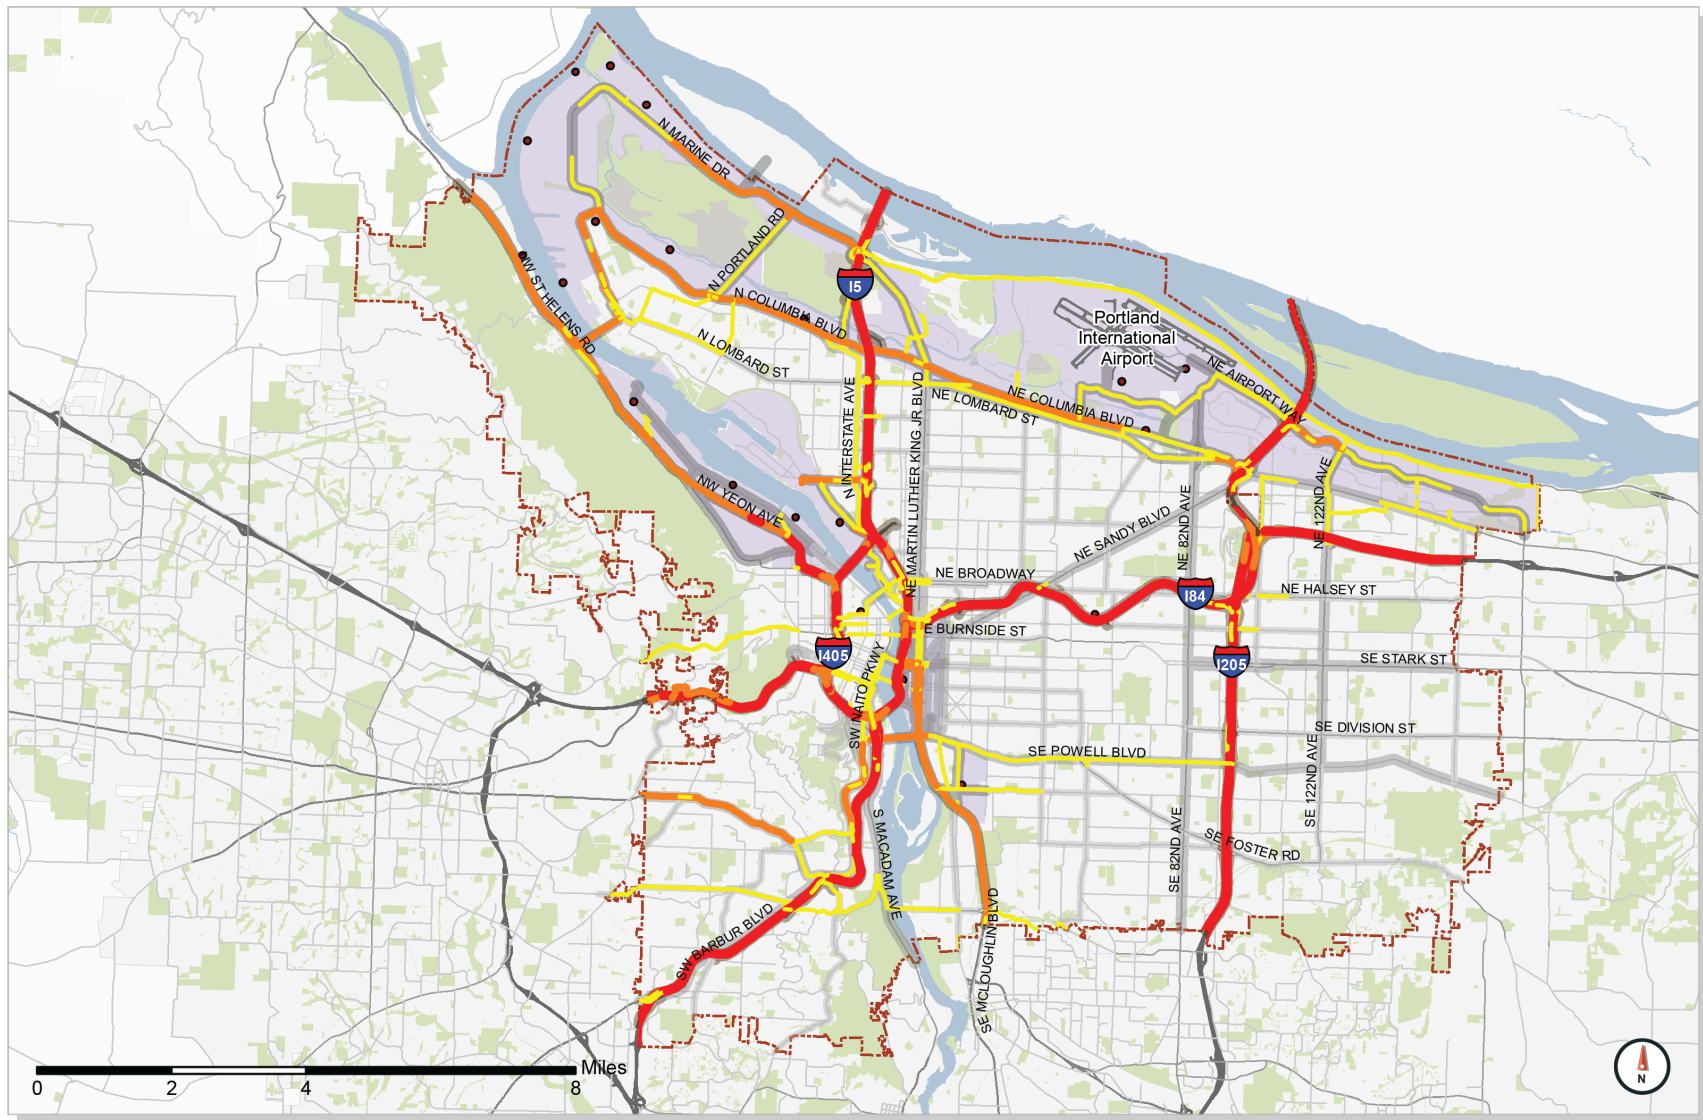 N MARINE DR
N PORTLAND RD
NW ST HELENS RD
I5
N COLUMBIA BLVD
Portland
International
Airport
N LOMBARD ST
NE AIRPORT WAY
N INTERSTATE AVE
NE MARTIN LUTHER KING JR BLVD
NE LOMBARD ST
NE COLUMBIA BLVD
NW YEON AVE
NE 82ND AVE
NE 122ND AVE
NE SANDY BLVD
NE BROADWAY
I84
NE HALSEY ST
E BURNSIDE ST
I405
I205
SE STARK ST
SW NAITO PKWY
SE DIVISION ST
SE POWELL BLVD
SE 122ND AVE
S MACADAM AVE
SE 82ND AVE
SE FOSTER RD
SW BARBUR BLVD
SE MCLOUGHLIN BLVD
Miles
0 2 4 8
N